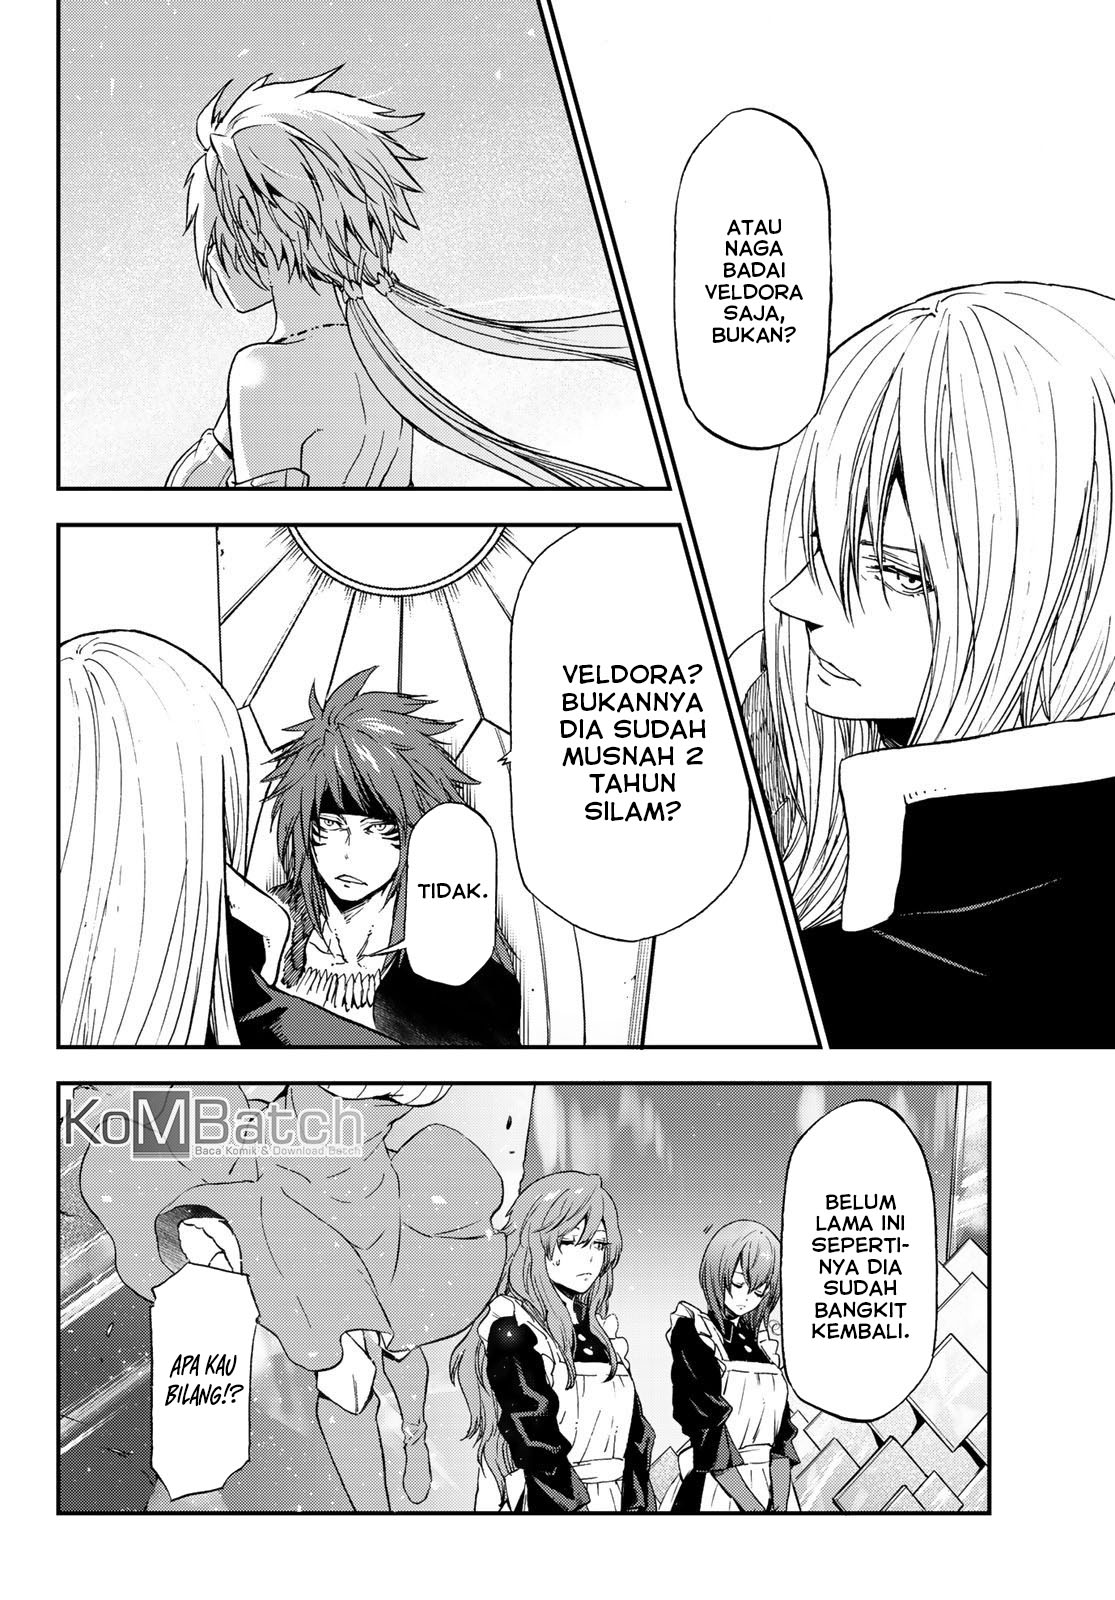 ATAU
NAGA
BADAI
VELDORA
SAJA,
BUKAN?
VELDORA?
BUKANNYA
DIA SUDAH
MUSNAH 2
TAHUN
SILAM?
TIDAK.
BELUM
LAMA INI
SEPERTI-
NYA DIA
SUDAH
BANGKIT
KEMBALI.
APA KAU
BILANG!?
KoMBatch
Baca Komik & Download Batch